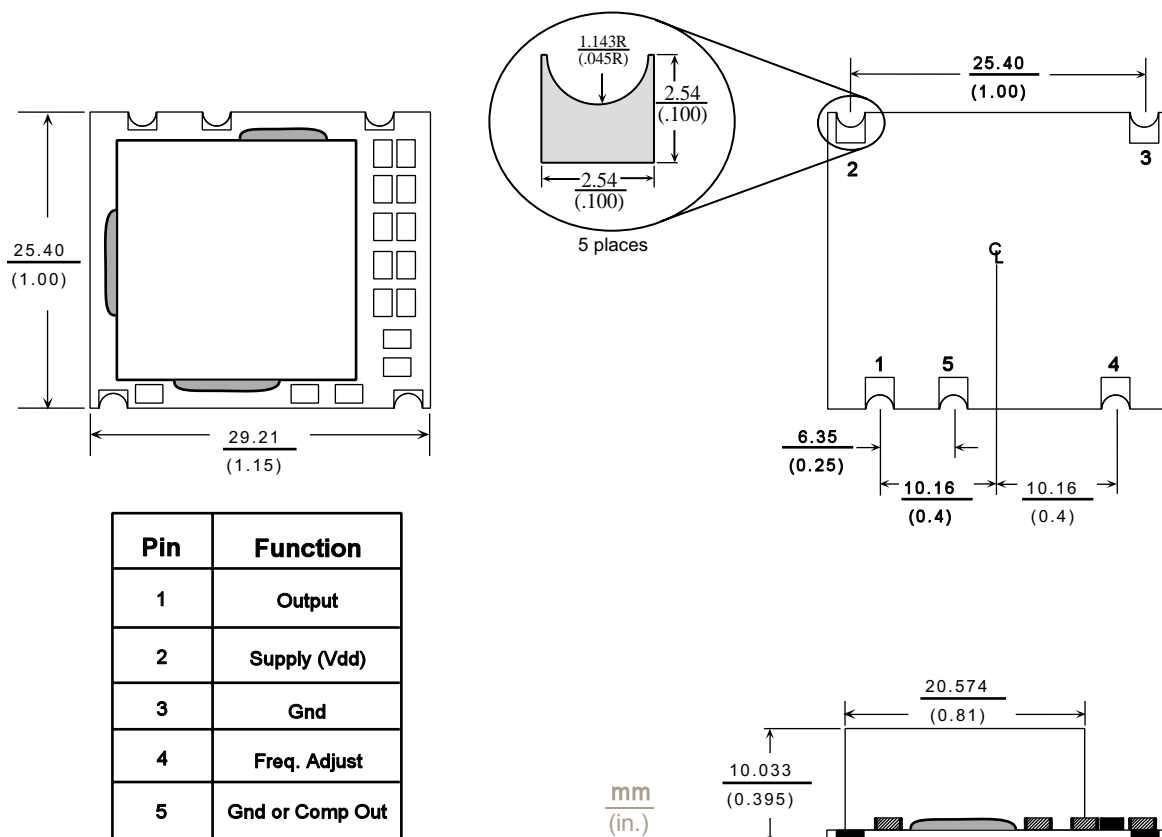 1.143R
(.045R)
2.54
(.100)
2.54
(.100)
5 places
25.40
(1.00)
2
3
25.40
(1.00)
29.21
(1.15)
CL
1
5
4
6.35
(0.25)
10.16
(0.4)
10.16
(0.4)
Pin Function
1 Output
2 Supply (Vdd)
3 Gnd
4 Freq. Adjust
5 Gnd or Comp Out
20.574
(0.81)
10.033
(0.395)
mm
(in.)